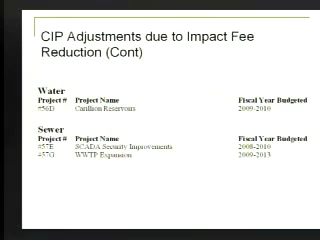 CIP Adjustments due to Impact Fee
Reduction (Cont)
Water
Project # Project Name Fiscal Year Budgeted
#56D Carillion Reservoirs 2009-2010
Sewer
Project # Project Name Fiscal Year Budgeted
#57E SCADA Security Improvements 2008-2010
#57G WWTP Expansion 2009-2013